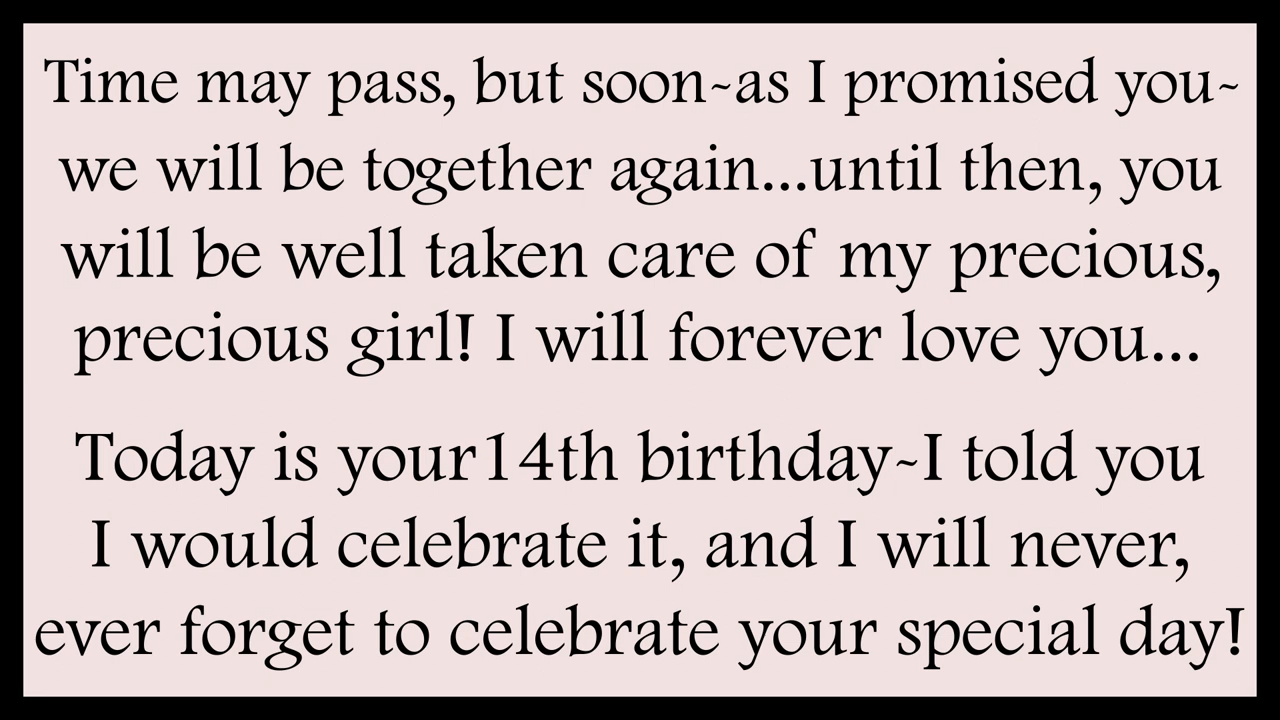 Time may pass, but soon~as I promised you~
we will be together again...until then, you
will be well taken care of my precious,
precious girl! I will forever love you...
Today is your14th birthday~I told you
I would celebrate it, and I will never,
ever forget to celebrate your special day!